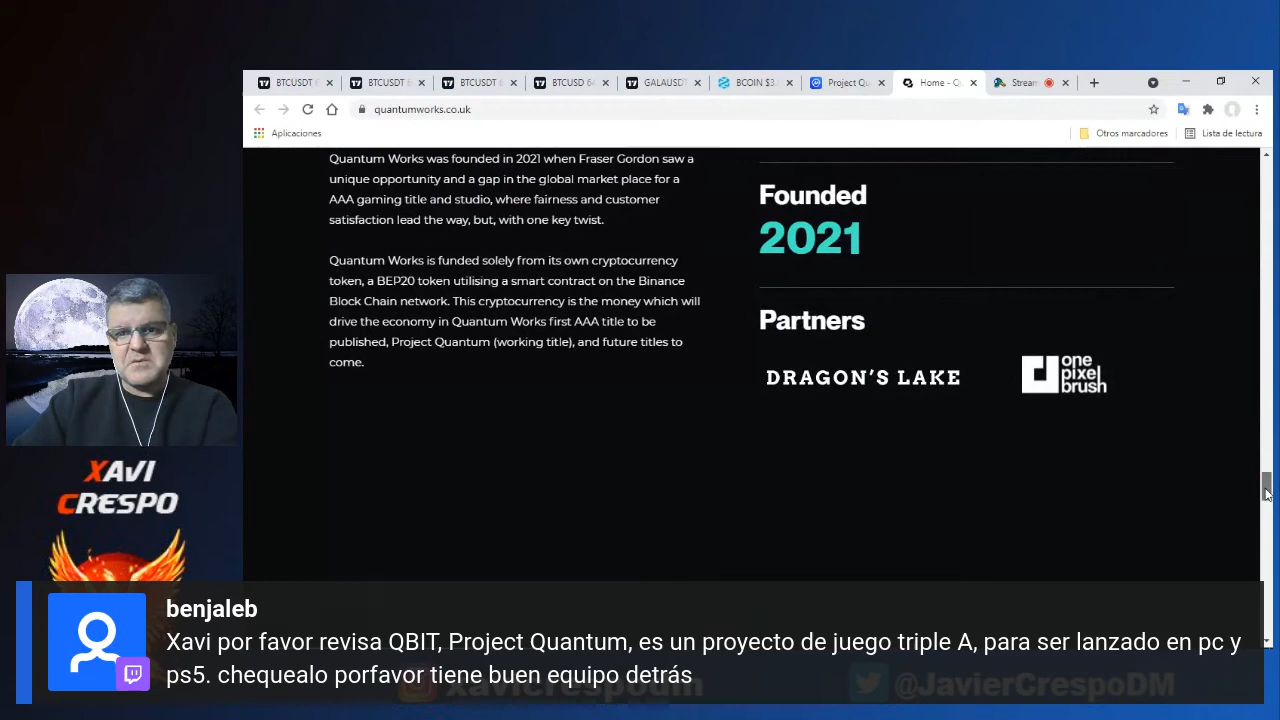 BTCUSDT
BTCUSDT
BTCUSDT
BTCUSD
GALAUSDT
BCOIN $3.
Project Qu
Home - Q
Stream
quantumworks.co.uk
Aplicaciones
Otros marcadores
Lista de lectura
Quantum Works was founded in 2021 when Fraser Gordon saw a
unique opportunity and a gap in the global market place for a
AAA gaming title and studio, where fairness and customer
satisfaction lead the way, but, with one key twist.
Quantum Works is funded solely from its own cryptocurrency
token, a BEP20 token utilising a smart contract on the Binance
Block Chain network. This cryptocurrency is the money which will
drive the economy in Quantum Works first AAA title to be
published, Project Quantum (working title), and future titles to
come.
Founded
2021
Partners
DRAGON'S LAKE
one
pixel
brush
XAVI
CRESPO
benjaleb
Xavi por favor revisa QBIT, Project Quantum, es un proyecto de juego triple A, para ser lanzado en pc y
ps5. chequealo porfavor tiene buen equipo detrás
xavicrespodm
@JavierCrespoDM